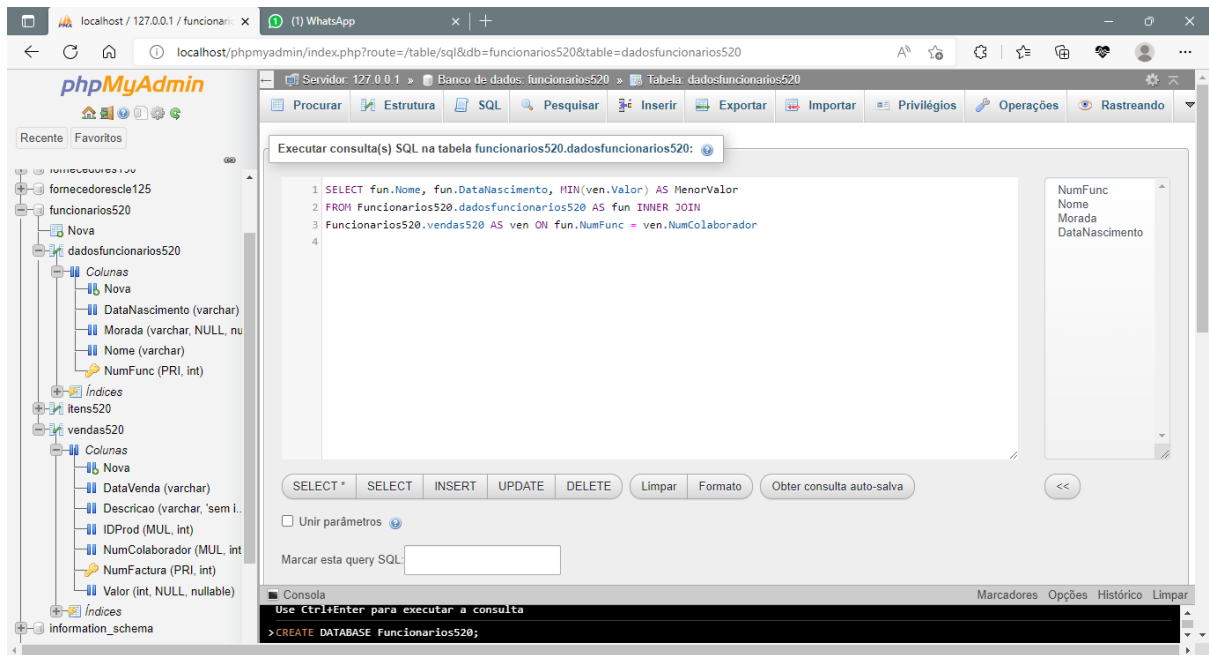 localhost / 127.0.0.1 / funcionario
(1) WhatsApp
localhost/phpmyadmin/index.php?route=/table/sql&db=funcionarios520&table=dadosfuncionarios520
phpMyAdmin
Recente Favoritos
fornecedorescle125
funcionarios520
Nova
dadosfuncionarios520
Colunas
Nova
DataNascimento (varchar)
Morada (varchar, NULL, nu
Nome (varchar)
NumFunc (PRI, int)
Índices
itens520
vendas520
Colunas
Nova
DataVenda (varchar)
Descricao (varchar, 'sem i..
IDProd (MUL, int)
NumColaborador (MUL, int
NumFactura (PRI, int)
Valor (int, NULL, nullable)
Índices
information_schema
Servidor: 127.0.0.1 » Banco de dados: funcionarios520 » Tabela: dadosfuncionarios520
Procurar Estrutura SQL Pesquisar Inserir Exportar Importar Privilégios Operações Rastreando
Executar consulta(s) SQL na tabela funcionarios520.dadosfuncionarios520:
1 SELECT fun.Nome, fun.DataNascimento, MIN(ven.Valor) AS MenorValor
2 FROM Funcionarios520.dadosfuncionarios520 AS fun INNER JOIN
3 Funcionarios520.vendas520 AS ven ON fun.NumFunc = ven.NumColaborador
4
NumFunc
Nome
Morada
DataNascimento
SELECT * SELECT INSERT UPDATE DELETE Limpar Formato Obter consulta auto-salva <<
Unir parâmetros
Marcar esta query SQL:
Consola Marcadores Opções Histórico Limpar
Use Ctrl+Enter para executar a consulta
>CREATE DATABASE Funcionarios520;